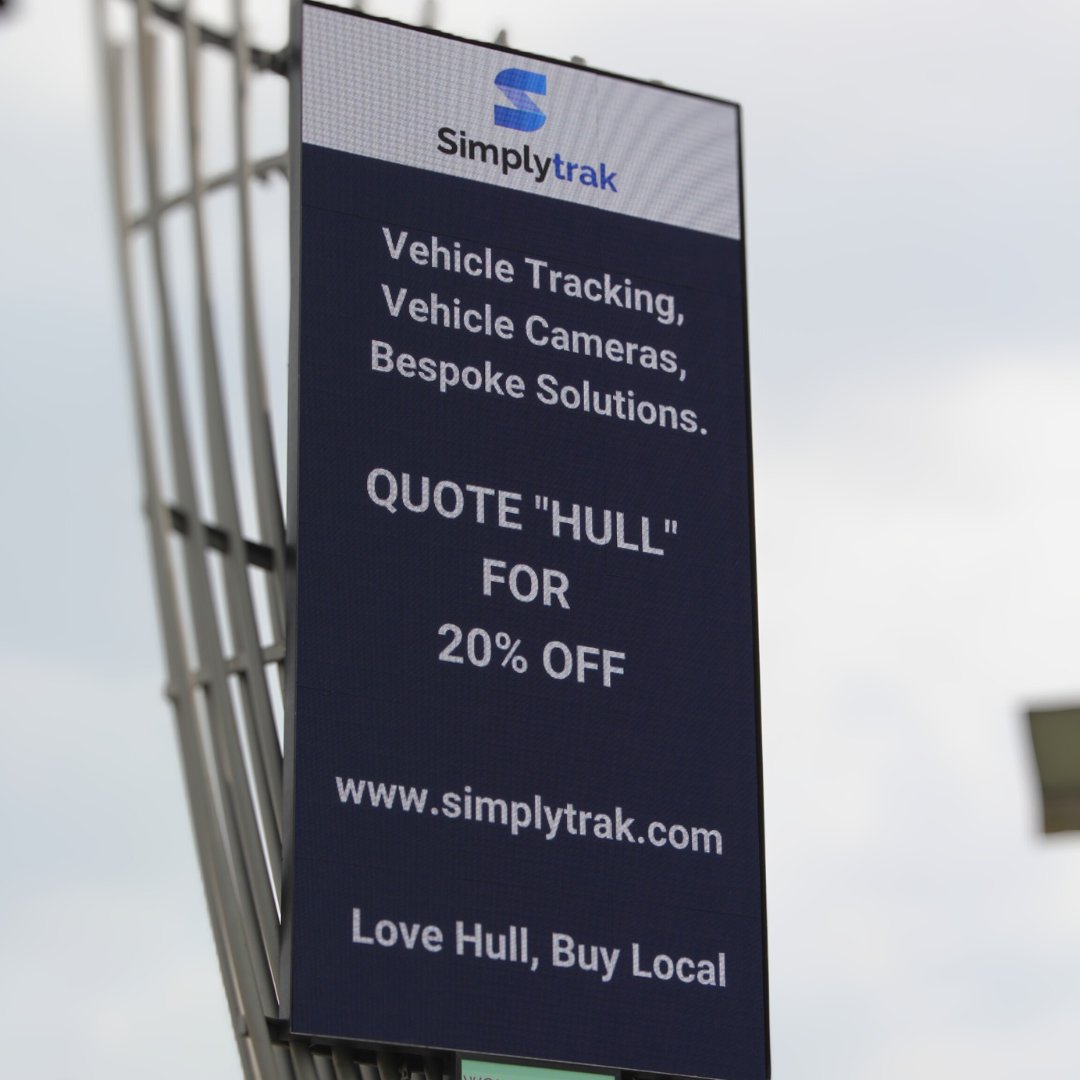 Simplytrak
Vehicle Tracking,
Vehicle Cameras,
Bespoke Solutions.
QUOTE "HULL"
FOR
20% OFF
www.simplytrak.com
Love Hull, Buy Local